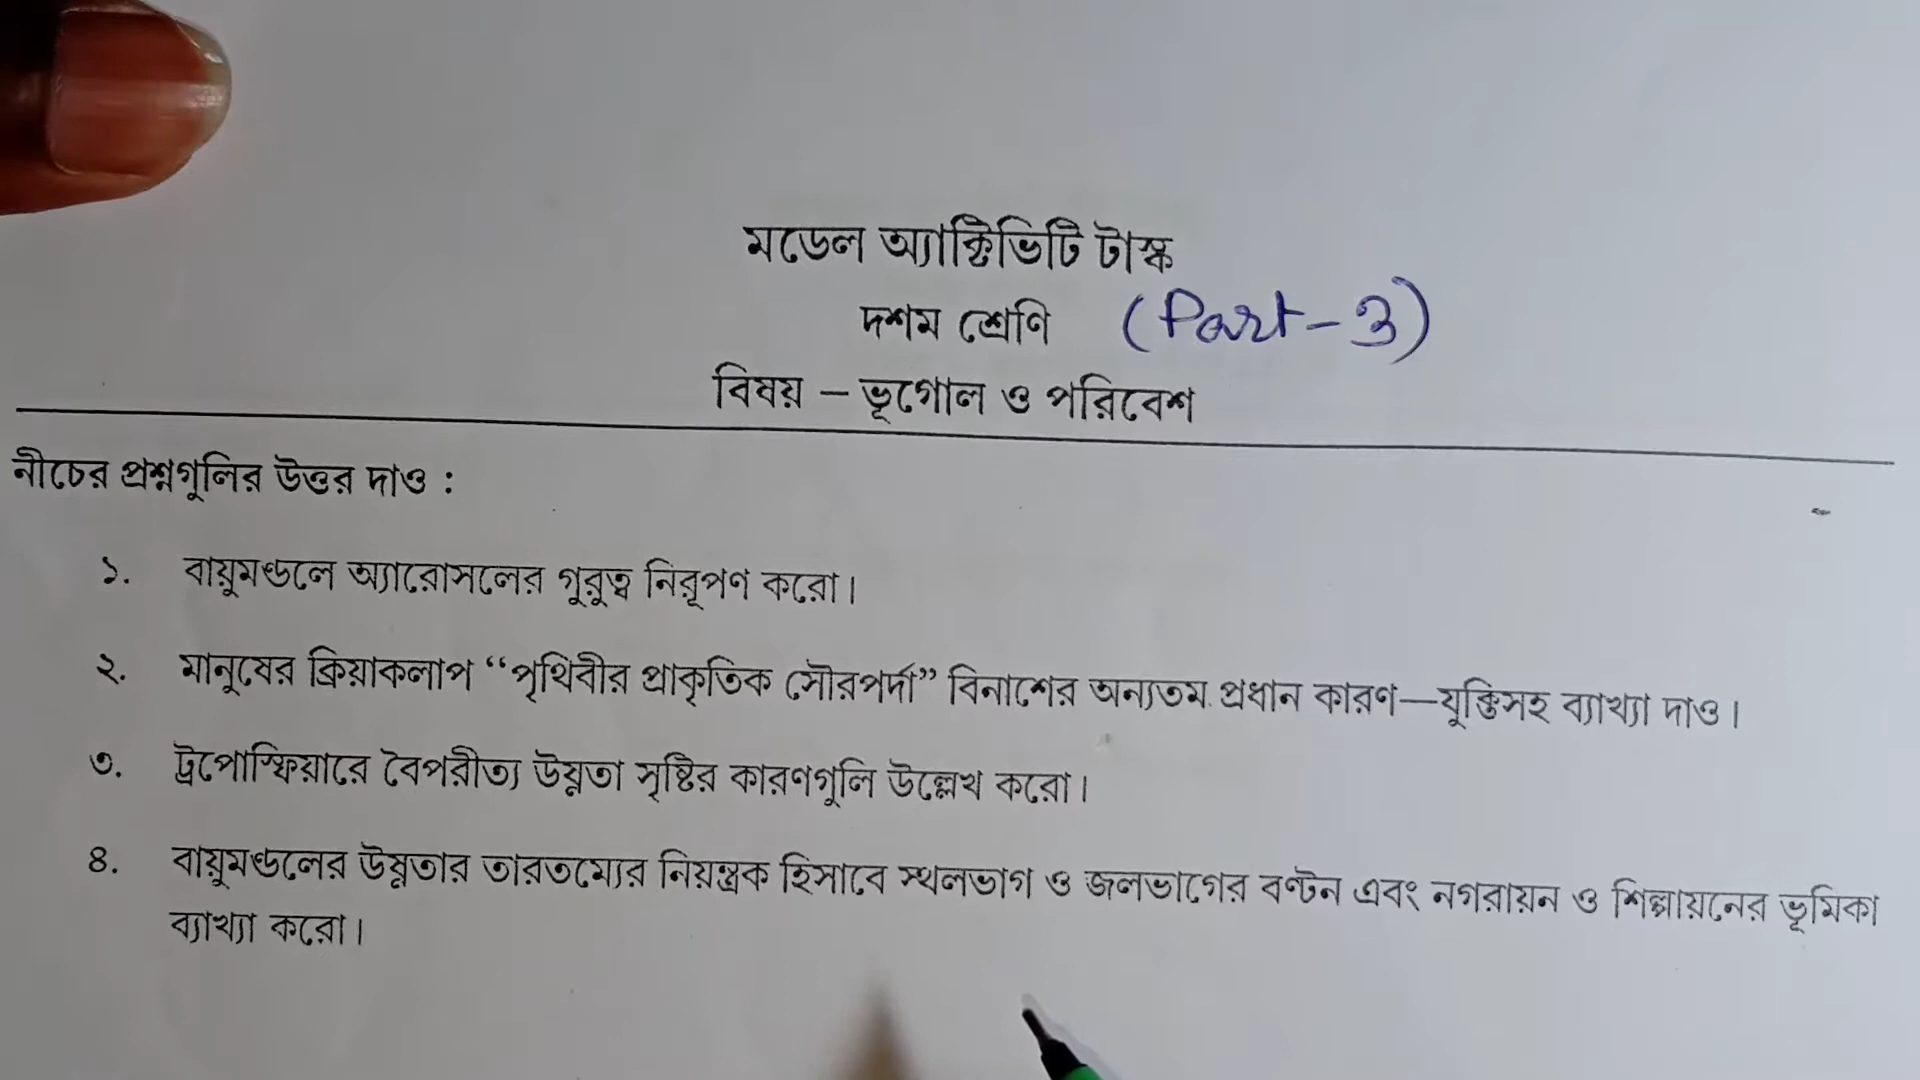 মডেল অ্যাক্টিভিটি টাস্ক
দশম শ্রেণি (Part-3)
বিষয় – ভূগোল ও পরিবেশ
নীচের প্রশ্নগুলির উত্তর দাও :
১. বায়ুমণ্ডলে অ্যারোসলের গুরুত্ব নিরূপণ করো।
২. মানুষের ক্রিয়াকলাপ “পৃথিবীর প্রাকৃতিক সৌরপর্দা” বিনাশের অন্যতম প্রধান কারণ—যুক্তিসহ ব্যাখ্যা দাও।
৩. ট্রপোস্ফিয়ারে বৈপরীত্য উষ্ণতা সৃষ্টির কারণগুলি উল্লেখ করো।
৪. বায়ুমণ্ডলের উষ্ণতার তারতম্যের নিয়ন্ত্রক হিসাবে স্থলভাগ ও জলভাগের বণ্টন এবং নগরায়ন ও শিল্পায়নের ভূমিকা
ব্যাখ্যা করো।